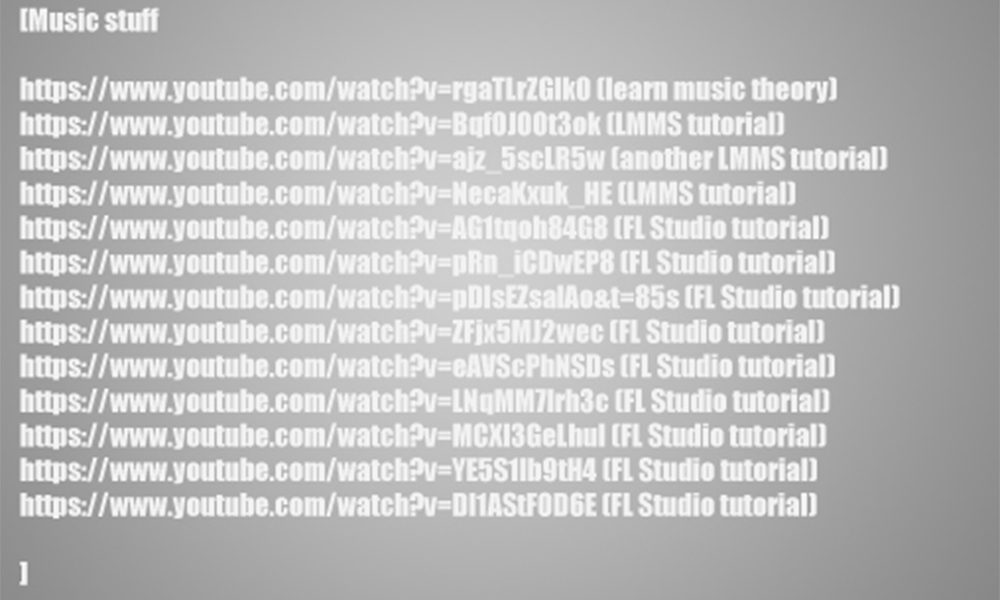 [Music stuff
https://www.youtube.com/watch?v=rgaTLrZGlk0 (learn music theory)
https://www.youtube.com/watch?v=Bqf0J00t3ok (LMMS tutorial)
https://www.youtube.com/watch?v=ajz_5scLR5w (another LMMS tutorial)
https://www.youtube.com/watch?v=NecaKxuk_HE (LMMS tutorial)
https://www.youtube.com/watch?v=AG1tqoh84G8 (FL Studio tutorial)
https://www.youtube.com/watch?v=pRn_iCDwEP8 (FL Studio tutorial)
https://www.youtube.com/watch?v=pDIsEZsalAo&t=85s (FL Studio tutorial)
https://www.youtube.com/watch?v=ZFjx5MJ2wec (FL Studio tutorial)
https://www.youtube.com/watch?v=eAVScPhNSDs (FL Studio tutorial)
https://www.youtube.com/watch?v=LNqMM7lrh3c (FL Studio tutorial)
https://www.youtube.com/watch?v=MCXI3GeLhuI (FL Studio tutorial)
https://www.youtube.com/watch?v=YE5S1Ib9tH4 (FL Studio tutorial)
https://www.youtube.com/watch?v=DI1AStF0D6E (FL Studio tutorial)
]